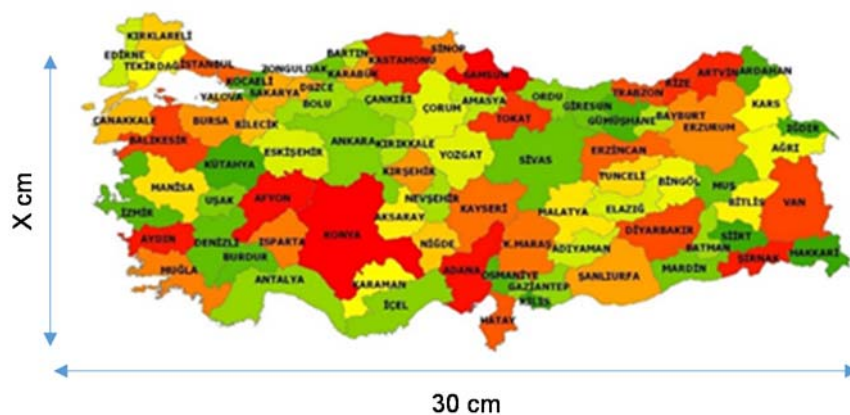 KIRKLARELİ
EDİRNE
TEKİRDAĞ
İSTANBUL
KOCAELİ
YALOVA
SAKARYA
ZONGULDAK
DÜZCE
BOLU
BARTIN
KARABÜK
KASTAMONU
SİNOP
SAMSUN
ÇANKIRI
ÇORUM
AMASYA
TOKAT
ORDU
GİRESUN
GÜMÜŞHANE
TRABZON
RİZE
ARTVİN
ARDAHAN
KARS
BAYBURT
ERZURUM
IĞDIR
AĞRI
ÇANAKKALE
BALIKESİR
BURSA
BİLECİK
ESKİŞEHİR
KÜTAHYA
ANKARA
KIRIKKALE
YOZGAT
KIRŞEHİR
SİVAS
ERZİNCAN
TUNCELİ
BİNGÖL
MUŞ
BİTLİS
VAN
MANİSA
UŞAK
İZMİR
AFYON
KONYA
AKSARAY
NEVŞEHİR
KAYSERİ
MALATYA
ELAZIĞ
DİYARBAKIR
BATMAN
SİİRT
HAKKARİ
ŞIRNAK
MARDİN
AYDIN
DENİZLİ
ISPARTA
BURDUR
MUĞLA
ANTALYA
KARAMAN
İÇEL
NİĞDE
ADANA
OSMANİYE
K.MARAŞ
ADIYAMAN
GAZİANTEP
ŞANLIURFA
KİLİS
HATAY
X cm
30 cm